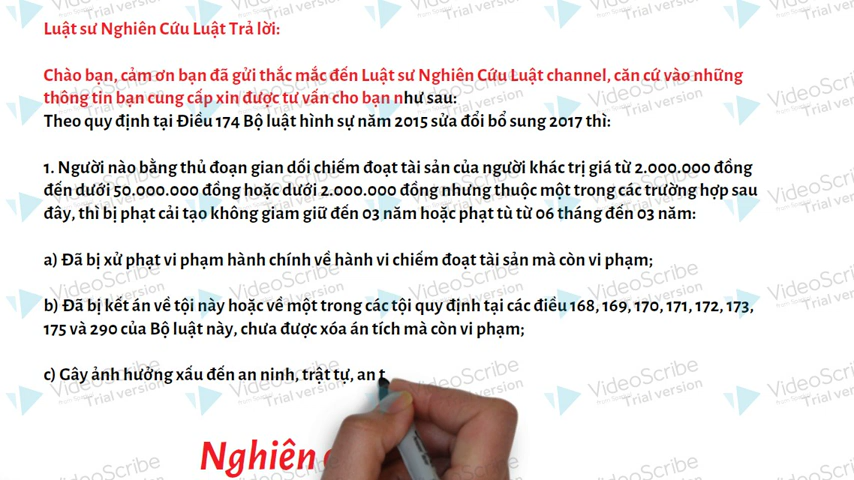 Luật sư Nghiên Cứu Luật Trả lời:
Chào bạn, cảm ơn bạn đã gửi thắc mắc đến Luật sư Nghiên Cứu Luật channel, căn cứ vào những
thông tin bạn cung cấp xin được tư vấn cho bạn như sau:
Theo quy định tại Điều 174 Bộ luật hình sự năm 2015 sửa đổi bổ sung 2017 thì:
1. Người nào bằng thủ đoạn gian dối chiếm đoạt tài sản của người khác trị giá từ 2.000.000 đồng
đến dưới 50.000.000 đồng hoặc dưới 2.000.000 đồng nhưng thuộc một trong các trường hợp sau
đây, thì bị phạt cải tạo không giam giữ đến 03 năm hoặc phạt tù từ 06 tháng đến 03 năm:
a) Đã bị xử phạt vi phạm hành chính về hành vi chiếm đoạt tài sản mà còn vi phạm;
b) Đã bị kết án về tội này hoặc về một trong các tội quy định tại các điều 168, 169, 170, 171, 172, 173,
175 và 290 của Bộ luật này, chưa được xóa án tích mà còn vi phạm;
c) Gây ảnh hưởng xấu đến an ninh, trật tự, an t
Nghiên
VideoScribe
Trial version